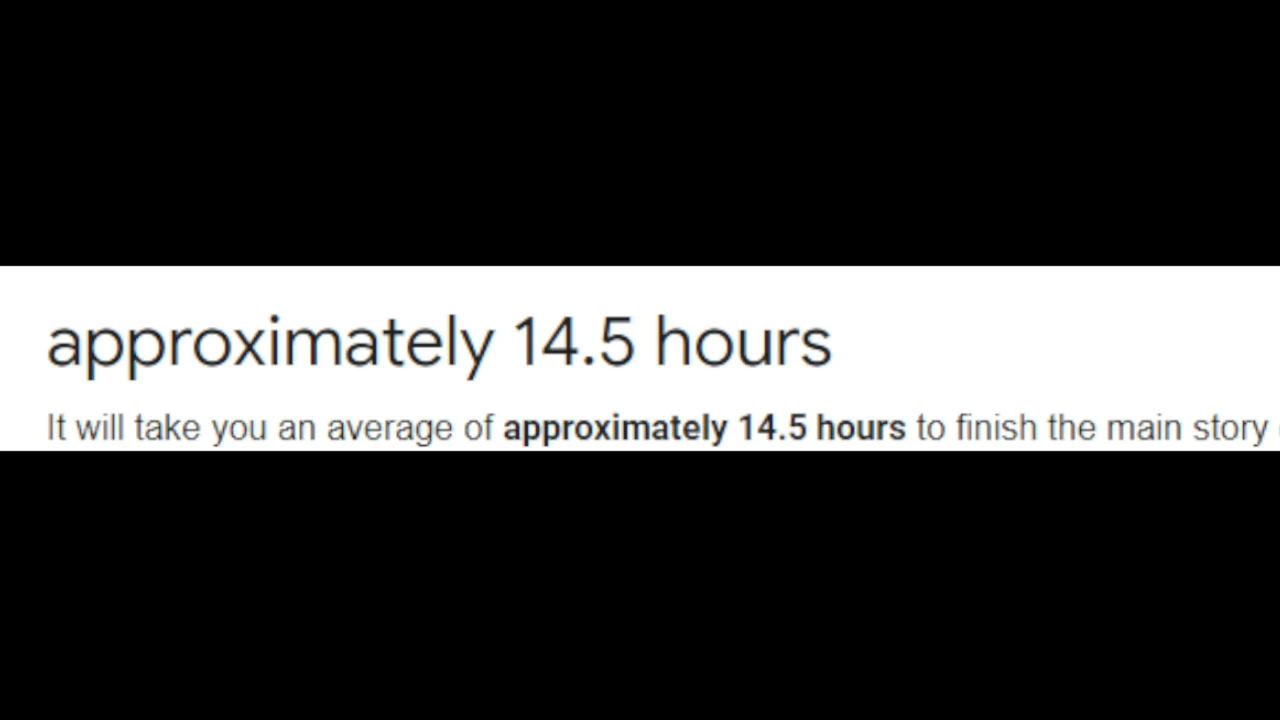 approximately 14.5 hours
It will take you an average of approximately 14.5 hours to finish the main story